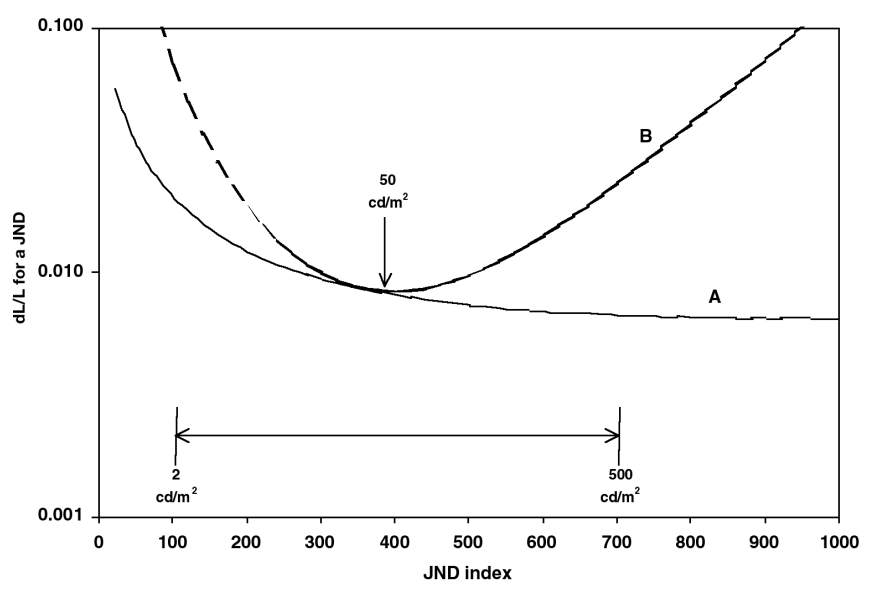 0.100
B
50
cd/m²
0.010
A
dL/L for a JND
2
cd/m²
500
cd/m²
0.001
0 100 200 300 400 500 600 700 800 900 1000
JND index